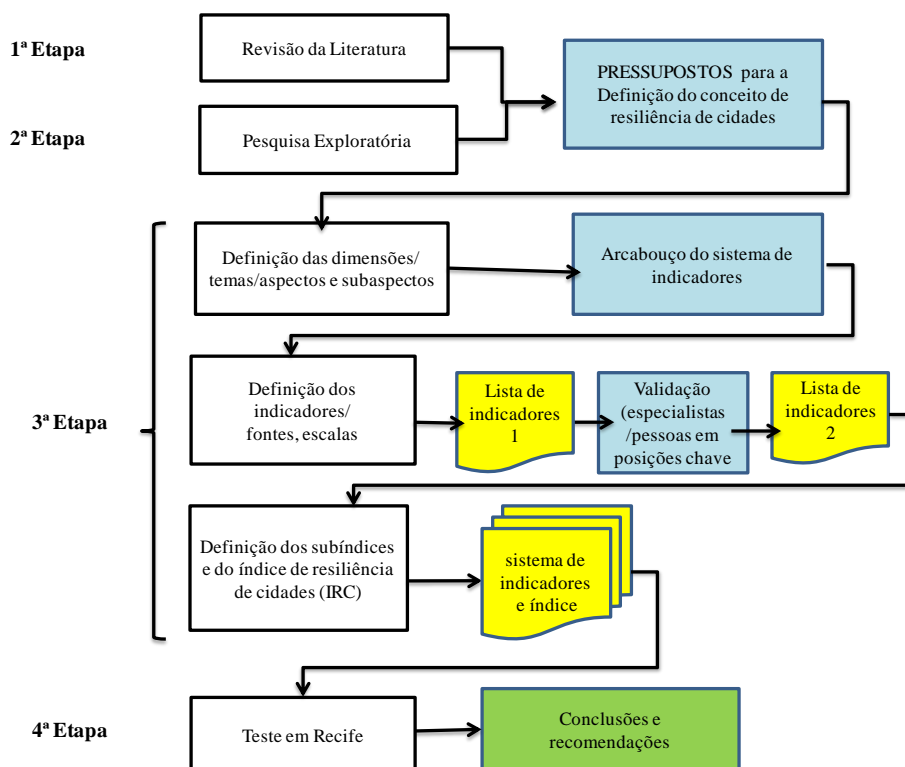 1ª Etapa
Revisão da Literatura
PRESSUPOSTOS para a
Definição do conceito de
resiliência de cidades
2ª Etapa
Pesquisa Exploratória
3ª Etapa
Definição das dimensões/
temas/aspectos e subaspectos
Arcabouço do sistema de
indicadores
Definição dos
indicadores/
fontes, escalas
Lista de
indicadores
1
Validação
(especialistas
/pessoas em
posições chave
Lista de
indicadores
2
Definição dos subíndices
e do índice de resiliência
de cidades (IRC)
sistema de
indicadores
e índice
4ª Etapa
Teste em Recife
Conclusões e
recomendações